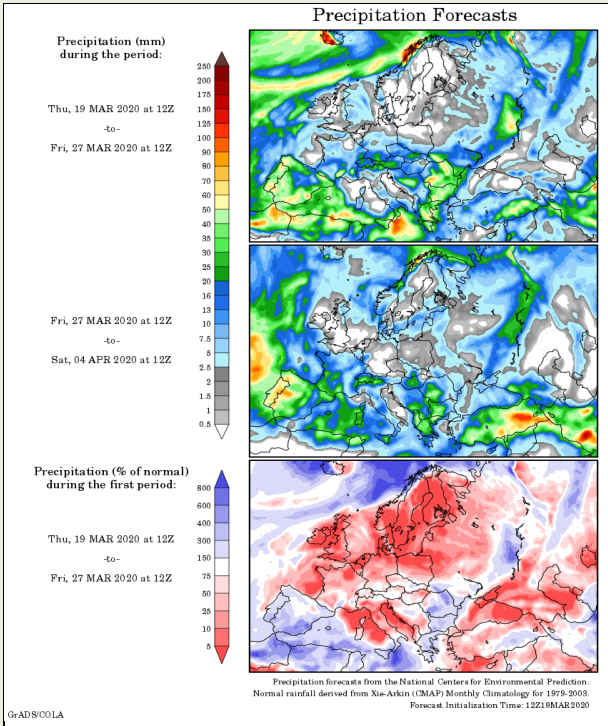 Precipitation Forecasts
Precipitation (mm)
during the period:
Thu, 19 MAR 2020 at 12Z
-to-
Fri, 27 MAR 2020 at 12Z
250
200
175
150
125
100
90
80
70
60
50
40
35
30
25
20
16
13
10
7.5
5
2.5
2
1.5
1
0.5
Fri, 27 MAR 2020 at 12Z
-to-
Sat, 04 APR 2020 at 12Z
Precipitation (% of normal)
during the first period:
Thu, 19 MAR 2020 at 12Z
-to-
Fri, 27 MAR 2020 at 12Z
800
600
400
300
150
75
50
25
10
5
Precipitation forecasts from the National Centers for Environmental Prediction.
Normal rainfall derived from Xie-Arkin (CMAP) Monthly Climatology for 1979-2003.
Forecast Initialization Time: 12Z19MAR2020
GrADS/COLA